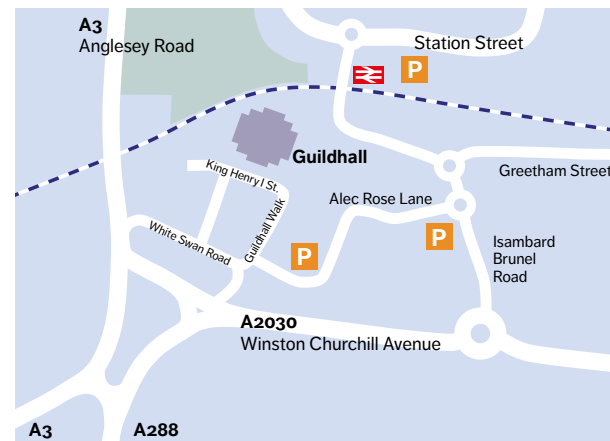 A3
Anglesey Road
Station Street
P
Guildhall
King Henry I St.
Greetham Street
Alec Rose Lane
Guildhall Walk
White Swan Road
P
P
Isambard
Brunel
Road
A2030
Winston Churchill Avenue
A3
A288